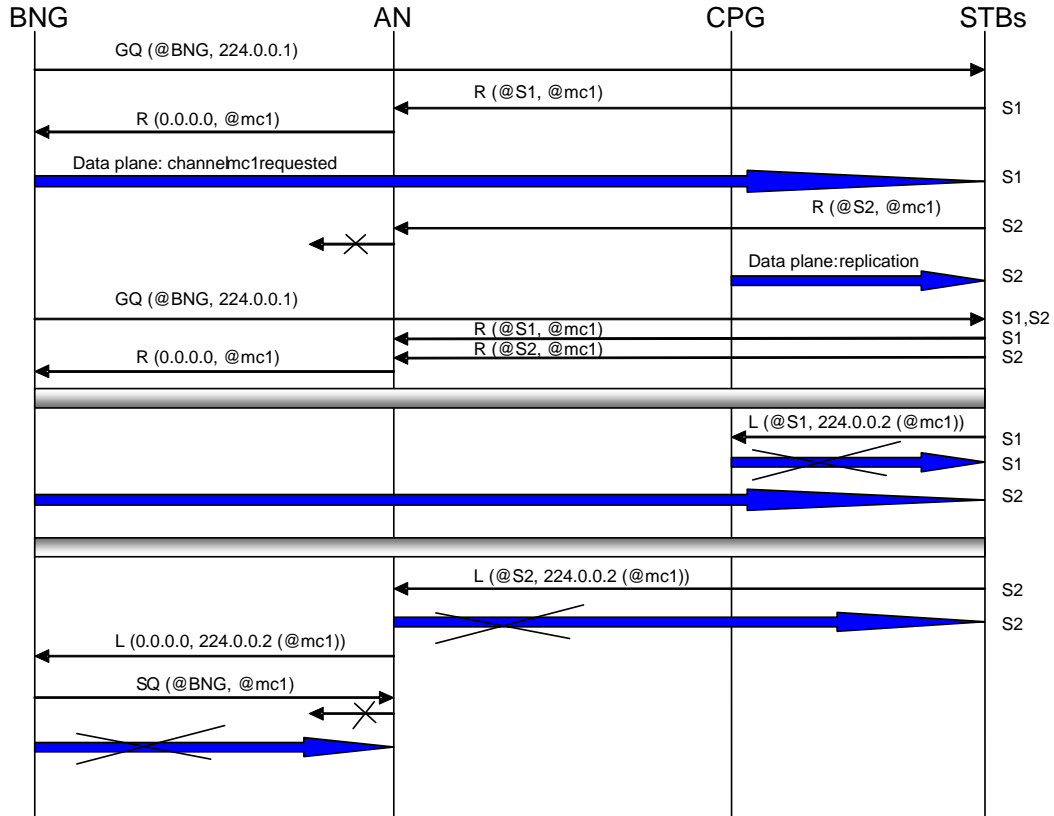 BNG AN CPG STBs
GQ (@BNG, 224.0.0.1)
R (@S1, @mc1) S1
R (0.0.0.0, @mc1)
Data plane: channelmc1requested S1
R (@S2, @mc1)
S2
Data plane:replication S2
GQ (@BNG, 224.0.0.1)
S1,S2
R (@S1, @mc1) S1
R (@S2, @mc1) S2
R (0.0.0.0, @mc1)
L (@S1, 224.0.0.2 (@mc1)) S1
S1
S2
L (@S2, 224.0.0.2 (@mc1)) S2
S2
L (0.0.0.0, 224.0.0.2 (@mc1))
SQ (@BNG, @mc1)